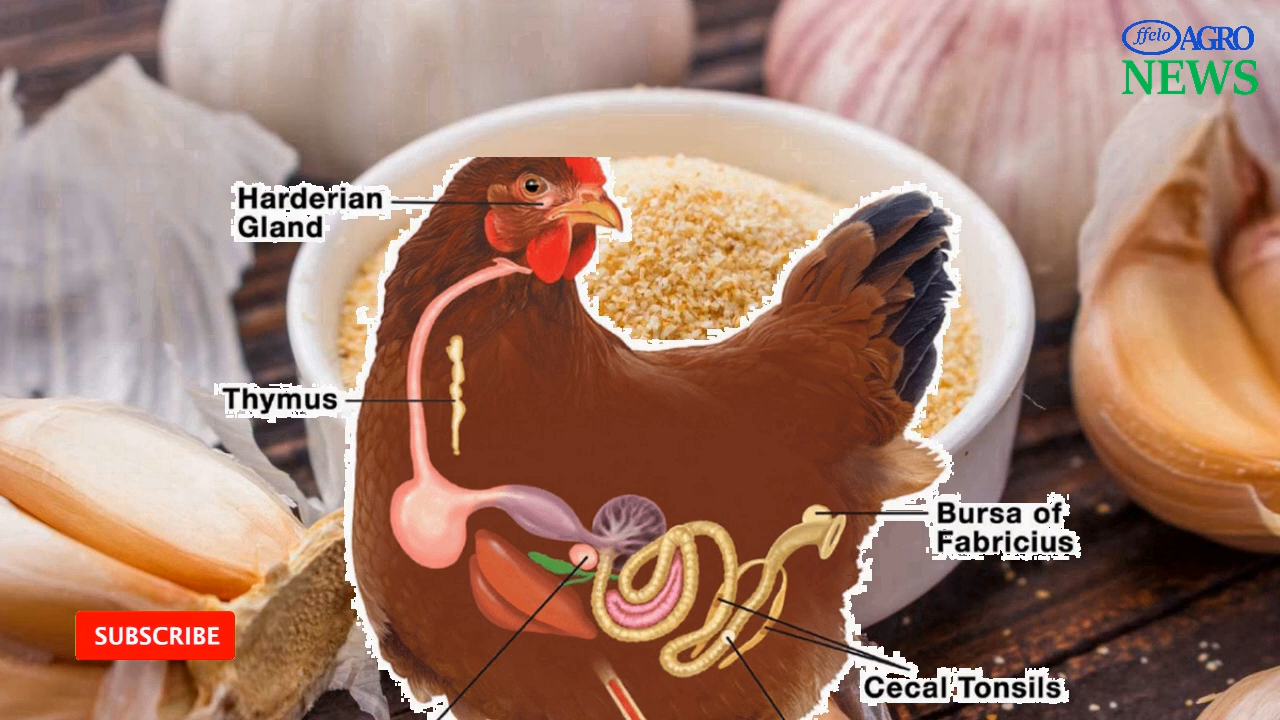 ffelo AGRO
NEWS
Harderian
Gland
Thymus
Bursa of
Fabricius
SUBSCRIBE
Cecal Tonsils